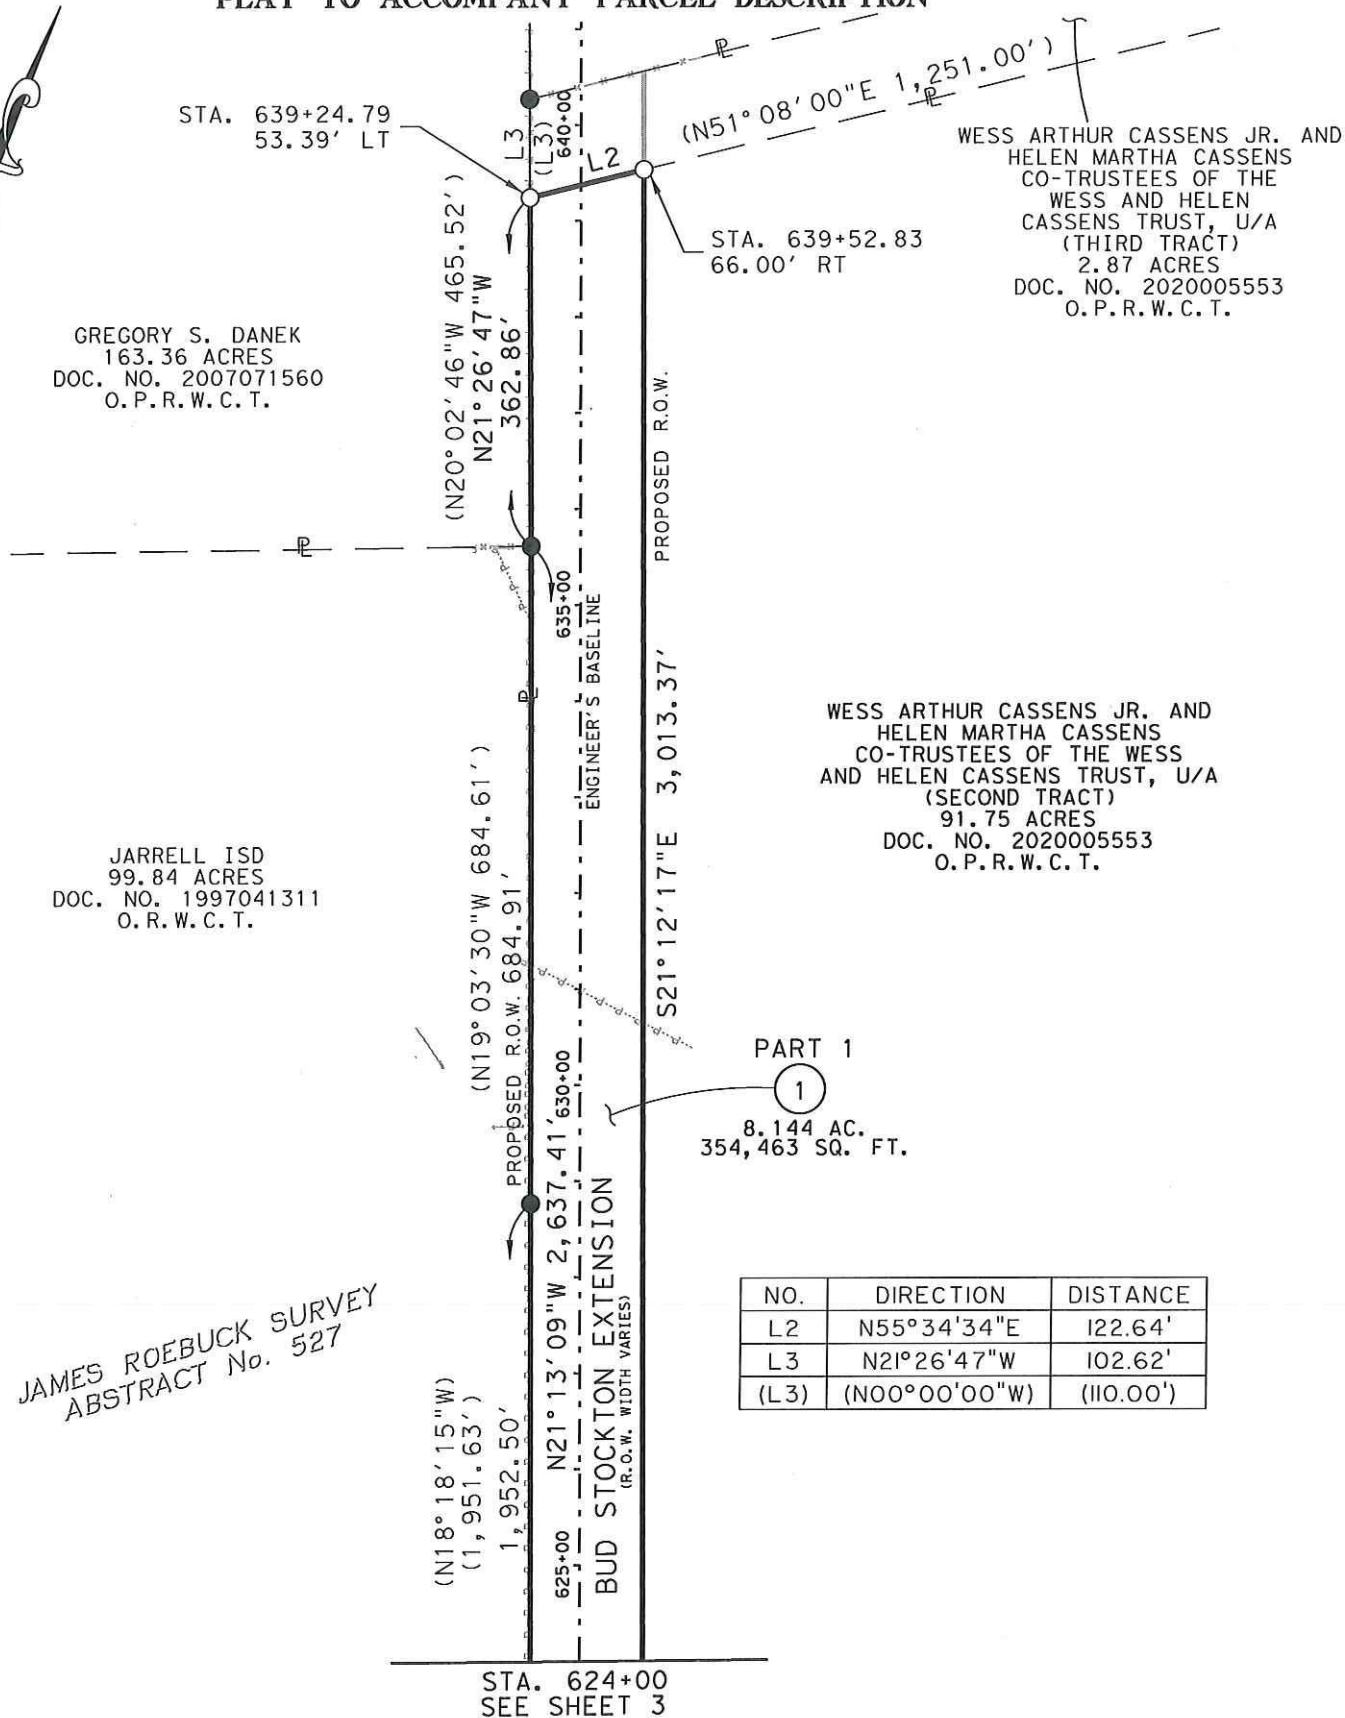 PLAT TO ACCOMPANY PARCEL DESCRIPTION
STA. 639+24.79
53.39' LT
L3
(L3)
640+00
L2
P̶L
(N51°08'00"E 1,251.00')
P̶L
WESS ARTHUR CASSENS JR. AND
HELEN MARTHA CASSENS
CO-TRUSTEES OF THE
WESS AND HELEN
CASSENS TRUST, U/A
(THIRD TRACT)
2.87 ACRES
DOC. NO. 2020005553
O.P.R.W.C.T.
STA. 639+52.83
66.00' RT
(N20°02'46"W 465.52')
N21°26'47"W
362.86'
GREGORY S. DANEK
163.36 ACRES
DOC. NO. 2007071560
O.P.R.W.C.T.
PROPOSED R.O.W.
PL
635+00
ENGINEER'S BASELINE
PL
S21°12'17"E 3,013.37'
WESS ARTHUR CASSENS JR. AND
HELEN MARTHA CASSENS
CO-TRUSTEES OF THE WESS
AND HELEN CASSENS TRUST, U/A
(SECOND TRACT)
91.75 ACRES
DOC. NO. 2020005553
O.P.R.W.C.T.
JARRELL ISD
99.84 ACRES
DOC. NO. 1997041311
O.R.W.C.T.
(N19°03'30"W 684.61')
PROPOSED R.O.W. 684.91'
630+00
PART 1
1
8.144 AC.
354,463 SQ. FT.
N21°13'09"W 2,637.41'
BUD STOCKTON EXTENSION
(R.O.W. WIDTH VARIES)
JAMES ROEBUCK SURVEY
ABSTRACT No. 527
(N18°18'15"W)
(1,951.63')
1,952.50'
625+00
NO. DIRECTION DISTANCE
L2 N55°34'34"E 122.64'
L3 N21°26'47"W 102.62'
(L3) (N00°00'00"W) (110.00')
STA. 624+00
SEE SHEET 3